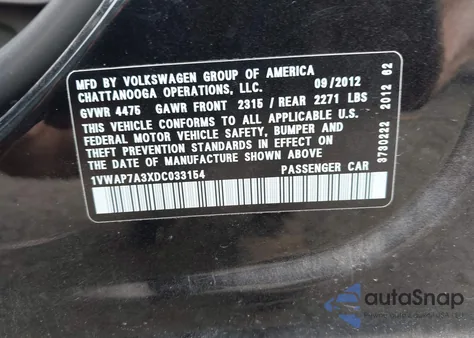 MFD BY VOLKSWAGEN GROUP OF AMERICA
CHATTANOOGA OPERATIONS, LLC. 09/2012
GVWR 4475 GAWR FRONT 2315 / REAR 2271 LBS
THIS VEHICLE CONFORMS TO ALL APPLICABLE
FEDERAL MOTOR VEHICLE SAFETY, BUMPER AND
THEFT PREVENTION STANDARDS IN EFFECT
ON THE DATE OF MANUFACTURE SHOWN ABOVE.
1VWAP7A3XDC033154 PASSENGER CAR
3730222 2012 62
autoSnap